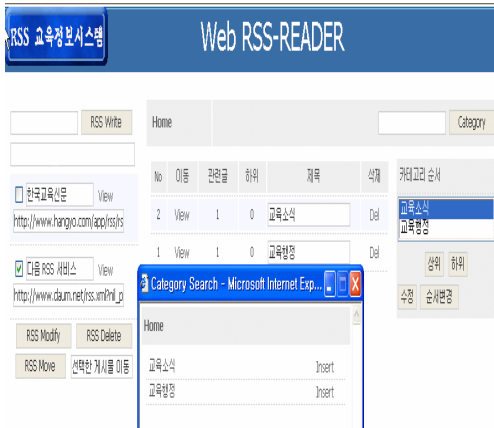 RSS 교육정보시스템
Web RSS-READER
RSS Write
Home
Category
No 이동 관련글 하위 제목 삭제
2 View 1 0 교육소식 Del
1 View 1 0 교육행정 Del
카테고리 순서
교육소식
교육행정
상위 하위
수정 순서변경
한국교육신문 View
http://www.hangyo.com/app/rss/rs
다음 RSS 서비스 View
http://www.daum.net/rss.xml?nil_p
RSS Modify RSS Delete
RSS Move 선택한 게시물 이동
Category Search - Microsoft Internet Exp...
Home
교육소식 Insert
교육행정 Insert